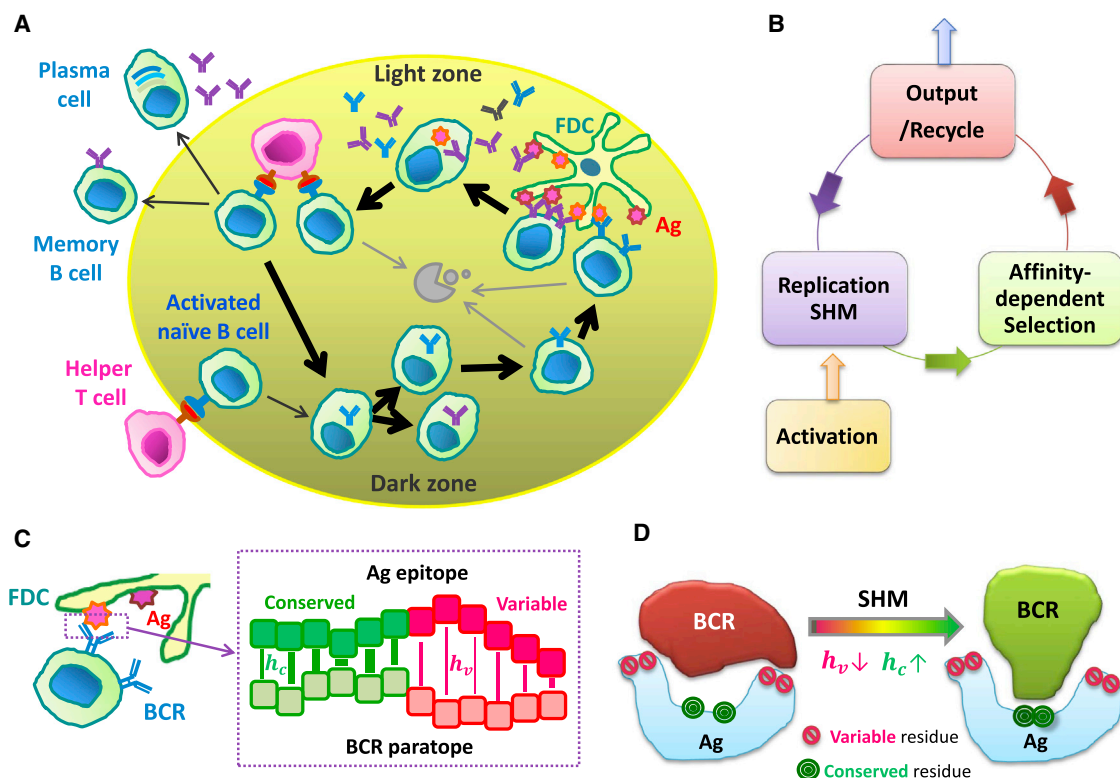 A
Plasma
cell
Light zone
FDC
Ag
Memory
B cell
Activated
naïve B cell
Helper
T cell
Dark zone
B
Output
/Recycle
Replication
SHM
Affinity-
dependent
Selection
Activation
C
FDC
Ag
BCR
Ag epitope
Conserved
Variable
h_c
h_v
BCR paratope
D
BCR
SHM
BCR
h_v ↓ h_c ↑
Ag
Ag
Variable residue
Conserved residue